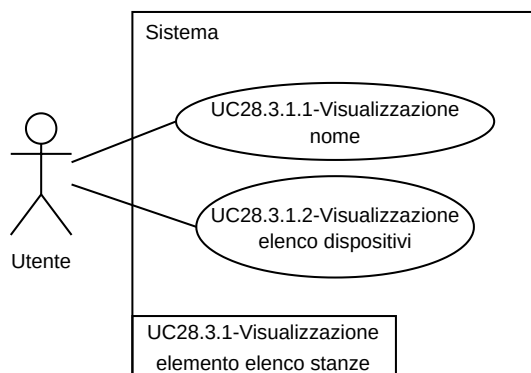 Sistema
UC28.3.1.1-Visualizzazione
nome
UC28.3.1.2-Visualizzazione
elenco dispositivi
Utente
UC28.3.1-Visualizzazione
elemento elenco stanze